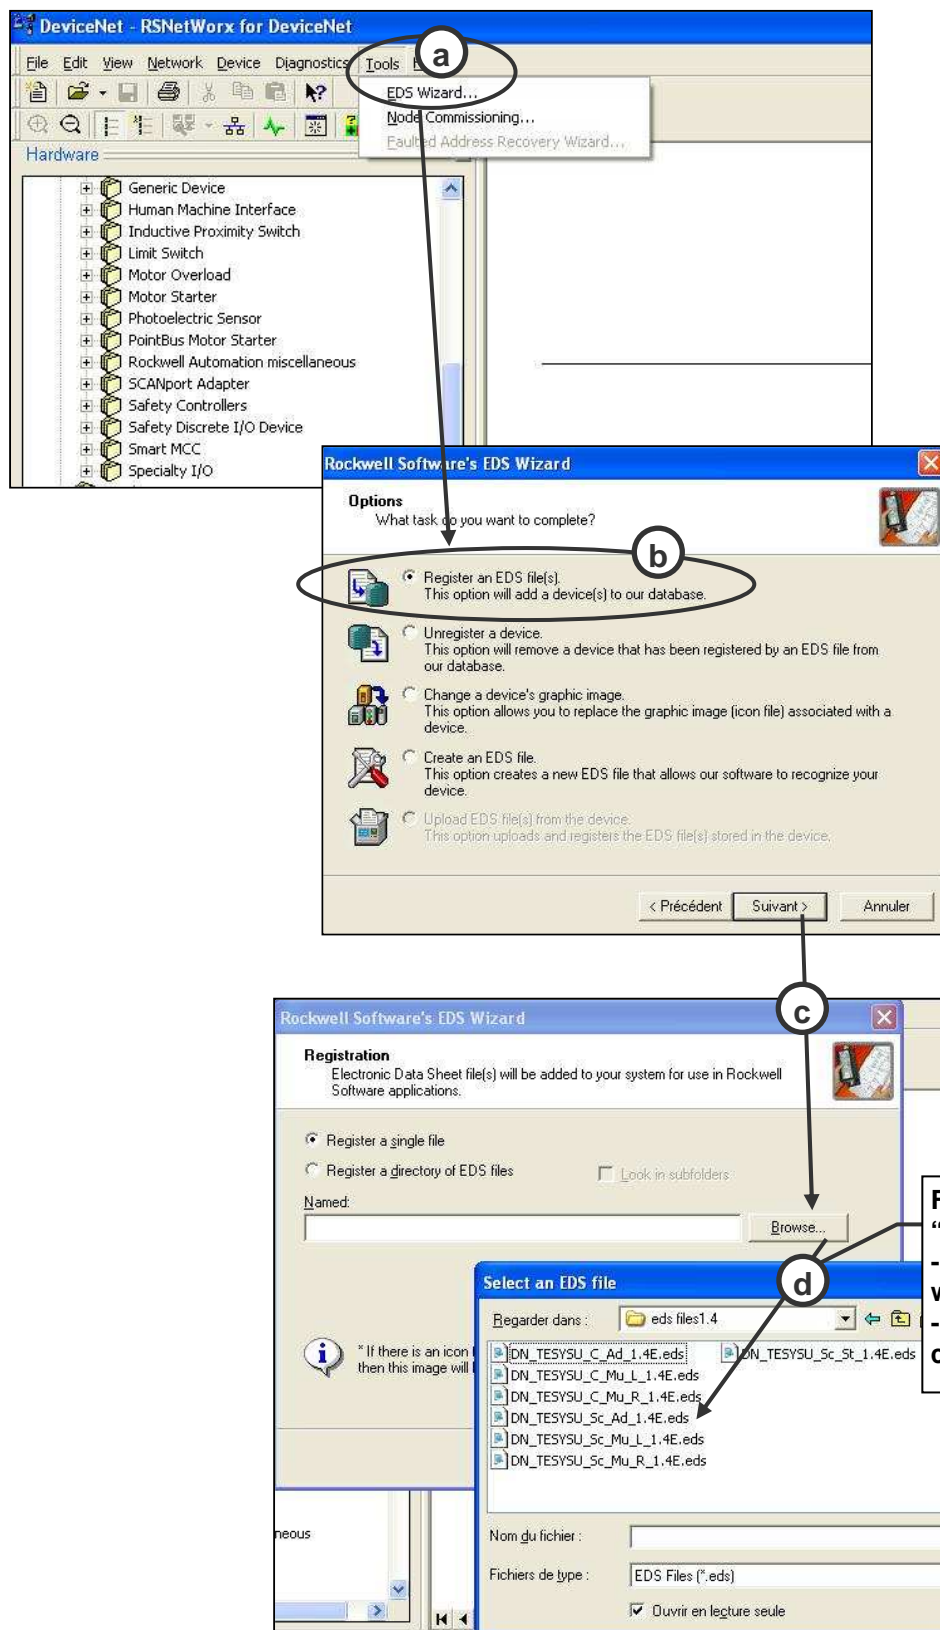 DeviceNet - RSNetWorx for DeviceNet
File Edit View Network Device Diagnostics Tools
a
EDS Wizard...
Node Commissioning...
Faulted Address Recovery Wizard...
Hardware
Generic Device
Human Machine Interface
Inductive Proximity Switch
Limit Switch
Motor Overload
Motor Starter
Photoelectric Sensor
PointBus Motor Starter
Rockwell Automation miscellaneous
SCANport Adapter
Safety Controllers
Safety Discrete I/O Device
Smart MCC
Specialty I/O
Rockwell Software's EDS Wizard
Options
What task do you want to complete?
b
Register an EDS file(s).
This option will add a device(s) to our database.
Unregister a device.
This option will remove a device that has been registered by an EDS file from
our database.
Change a device's graphic image.
This option allows you to replace the graphic image (icon file) associated with a
device.
Create an EDS file.
This option creates a new EDS file that allows our software to recognize your
device.
Upload EDS file(s) from the device.
This option uploads and registers the EDS file(s) stored in the device.
< Précédent Suivant > Annuler
c
Rockwell Software's EDS Wizard
Registration
Electronic Data Sheet file(s) will be added to your system for use in Rockwell
Software applications.
Register a single file
Register a directory of EDS files Look in subfolders
Named:
Browse...
d
Select an EDS file
Regarder dans : eds files1.4
* If there is an icon
then this image will
DN_TESYSU_C_Ad_1.4E.eds DN_TESYSU_Sc_St_1.4E.eds
DN_TESYSU_C_Mu_L_1.4E.eds
DN_TESYSU_C_Mu_R_1.4E.eds
DN_TESYSU_Sc_Ad_1.4E.eds
DN_TESYSU_Sc_Mu_L_1.4E.eds
DN_TESYSU_Sc_Mu_R_1.4E.eds
neous
Nom du fichier :
Fichiers de type : EDS Files (*.eds)
Ouvrir en lecture seule